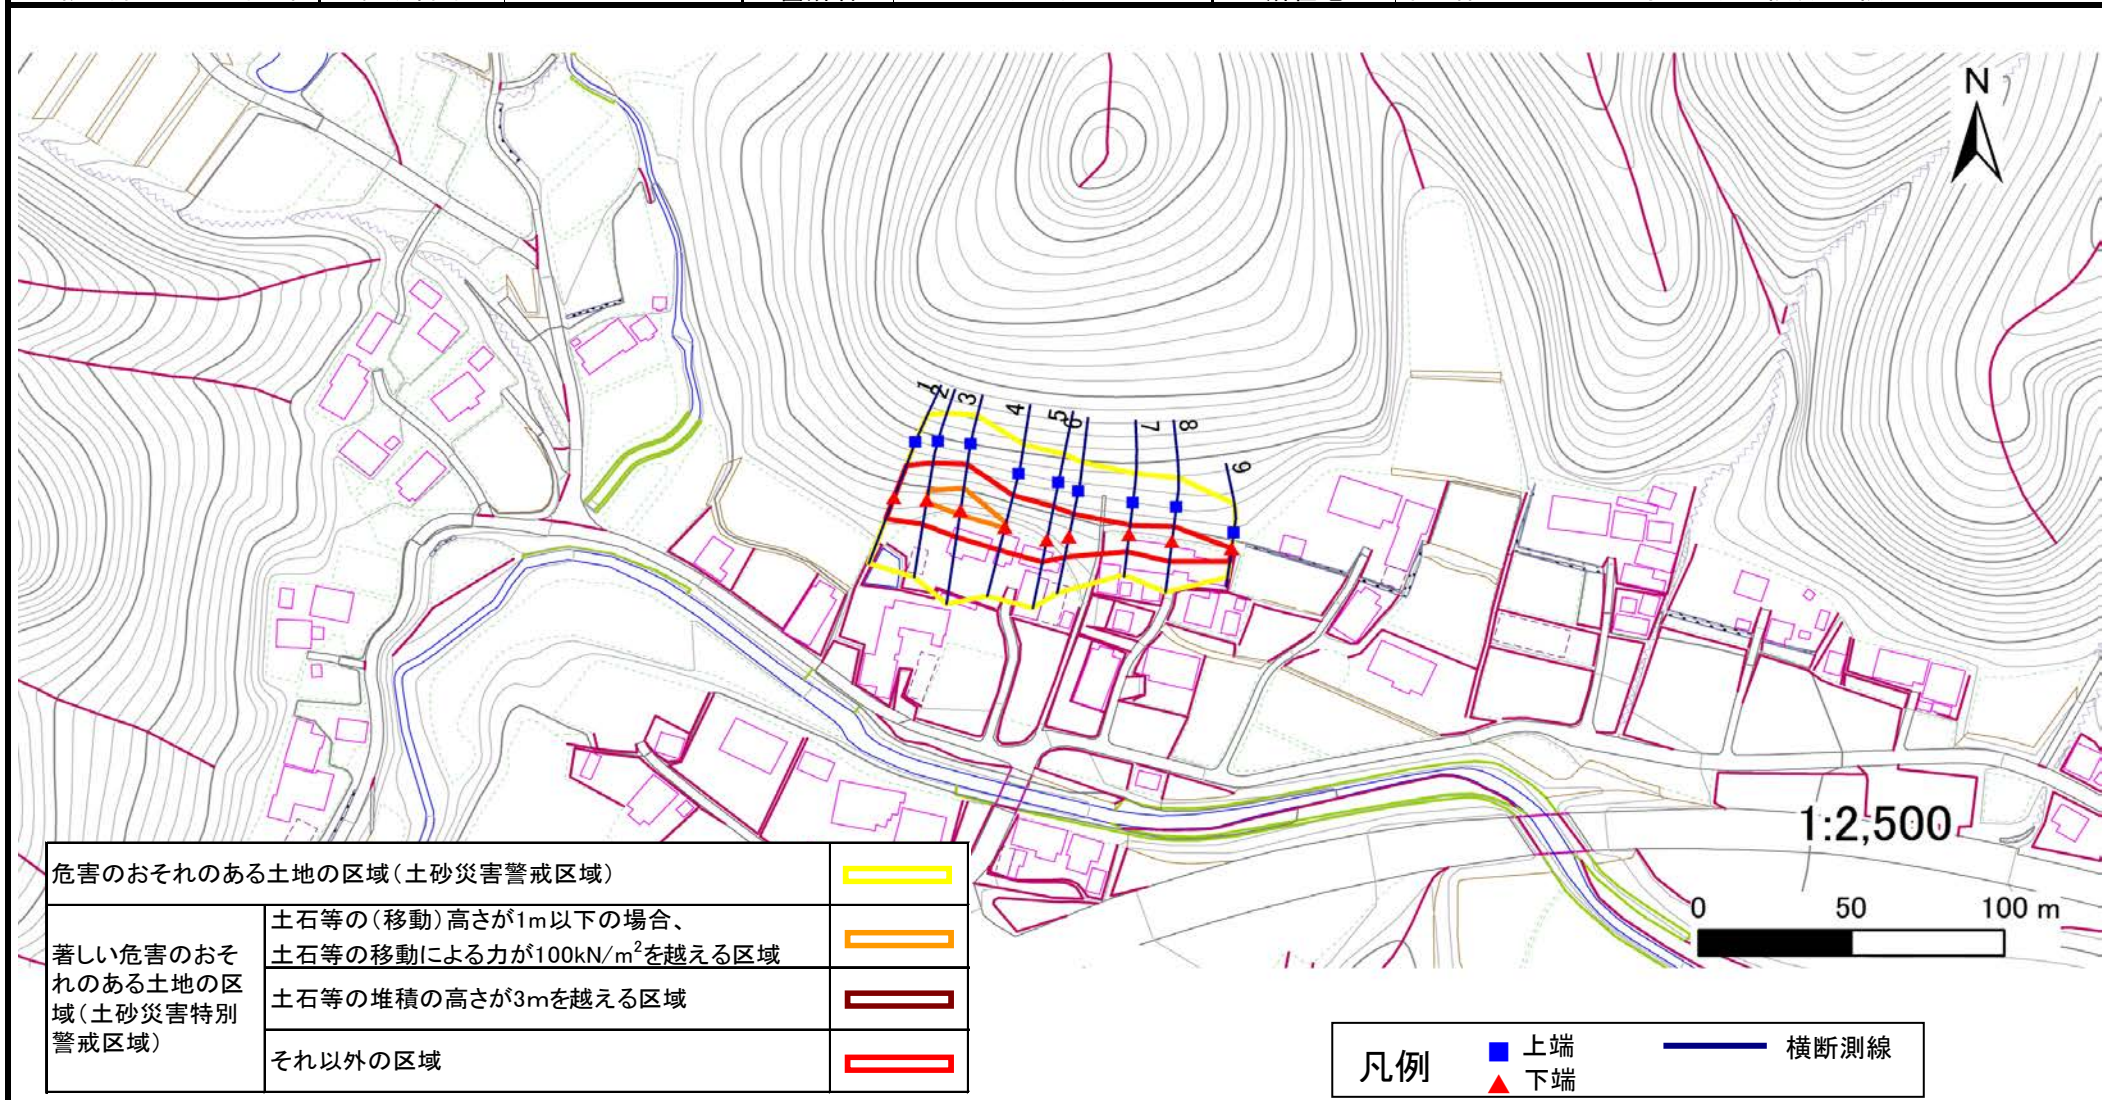 N
1
2
3
4
5
6
7
8
9
1:2,500
0 50 100 m
危害のおそれのある土地の区域(土砂災害警戒区域)
著しい危害のおそ
れのある土地の区
域(土砂災害特別
警戒区域)
土石等の(移動)高さが1m以下の場合、
土石等の移動による力が100kN/m²を越える区域
土石等の堆積の高さが3mを越える区域
それ以外の区域
凡例
上端
下端
横断測線